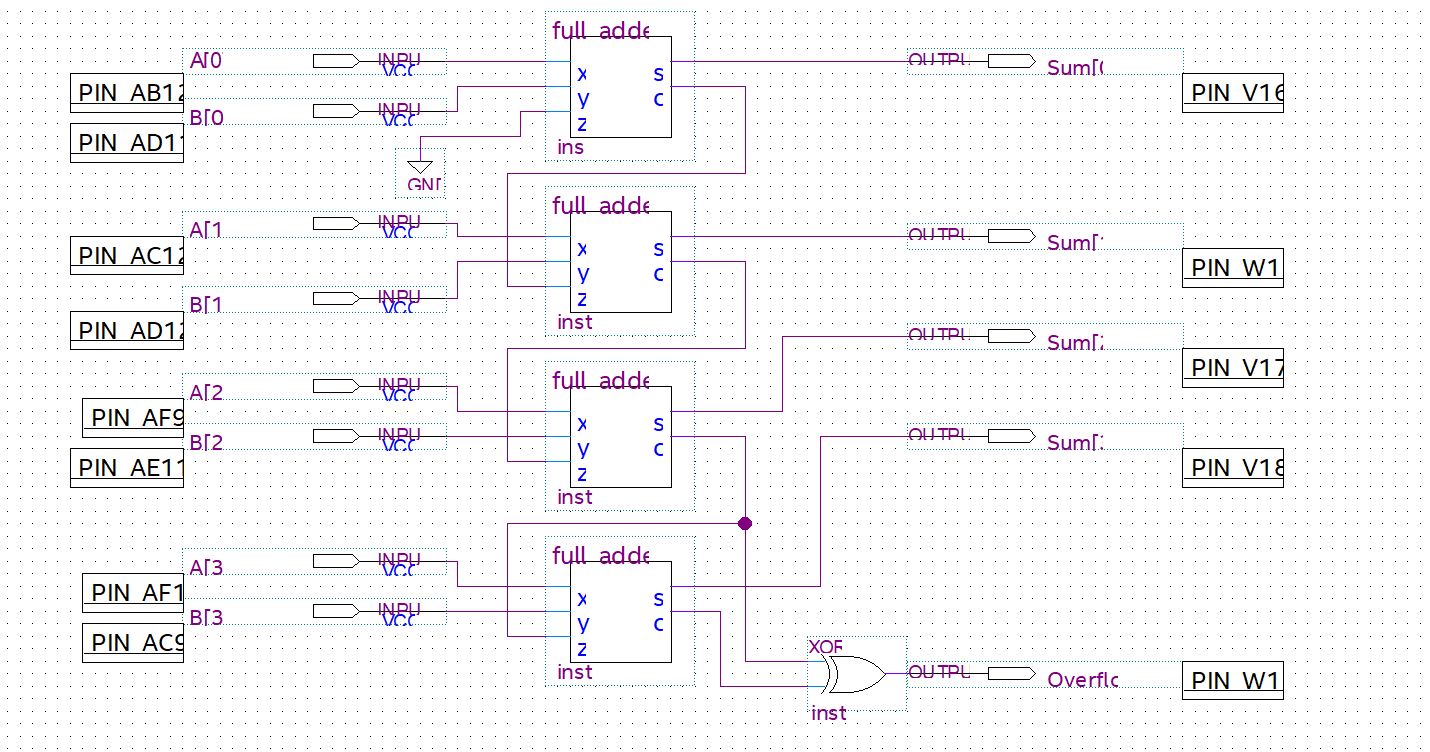 full_adde
A[0
INPU
VCC
OUTPU
Sum[0
PIN_AB12
x
s
PIN_V16
B[0
INPU
VCC
y
c
PIN_AD11
z
ins
GND
full_adde
A[1
INPU
VCC
OUTPU
Sum[1
PIN_AC12
x
s
PIN_W1
B[1
INPU
VCC
y
c
PIN_AD12
z
inst
OUTPU
Sum[2
PIN_V17
full_adde
A[2
INPU
VCC
PIN_AF9
x
s
B[2
INPU
VCC
y
c
OUTPU
Sum[3
PIN_AE11
z
PIN_V18
inst
full_adde
A[3
INPU
VCC
PIN_AF1
x
s
B[3
INPU
VCC
y
c
PIN_AC9
z
inst
XOR
OUTPU
Overflo
PIN_W1
inst